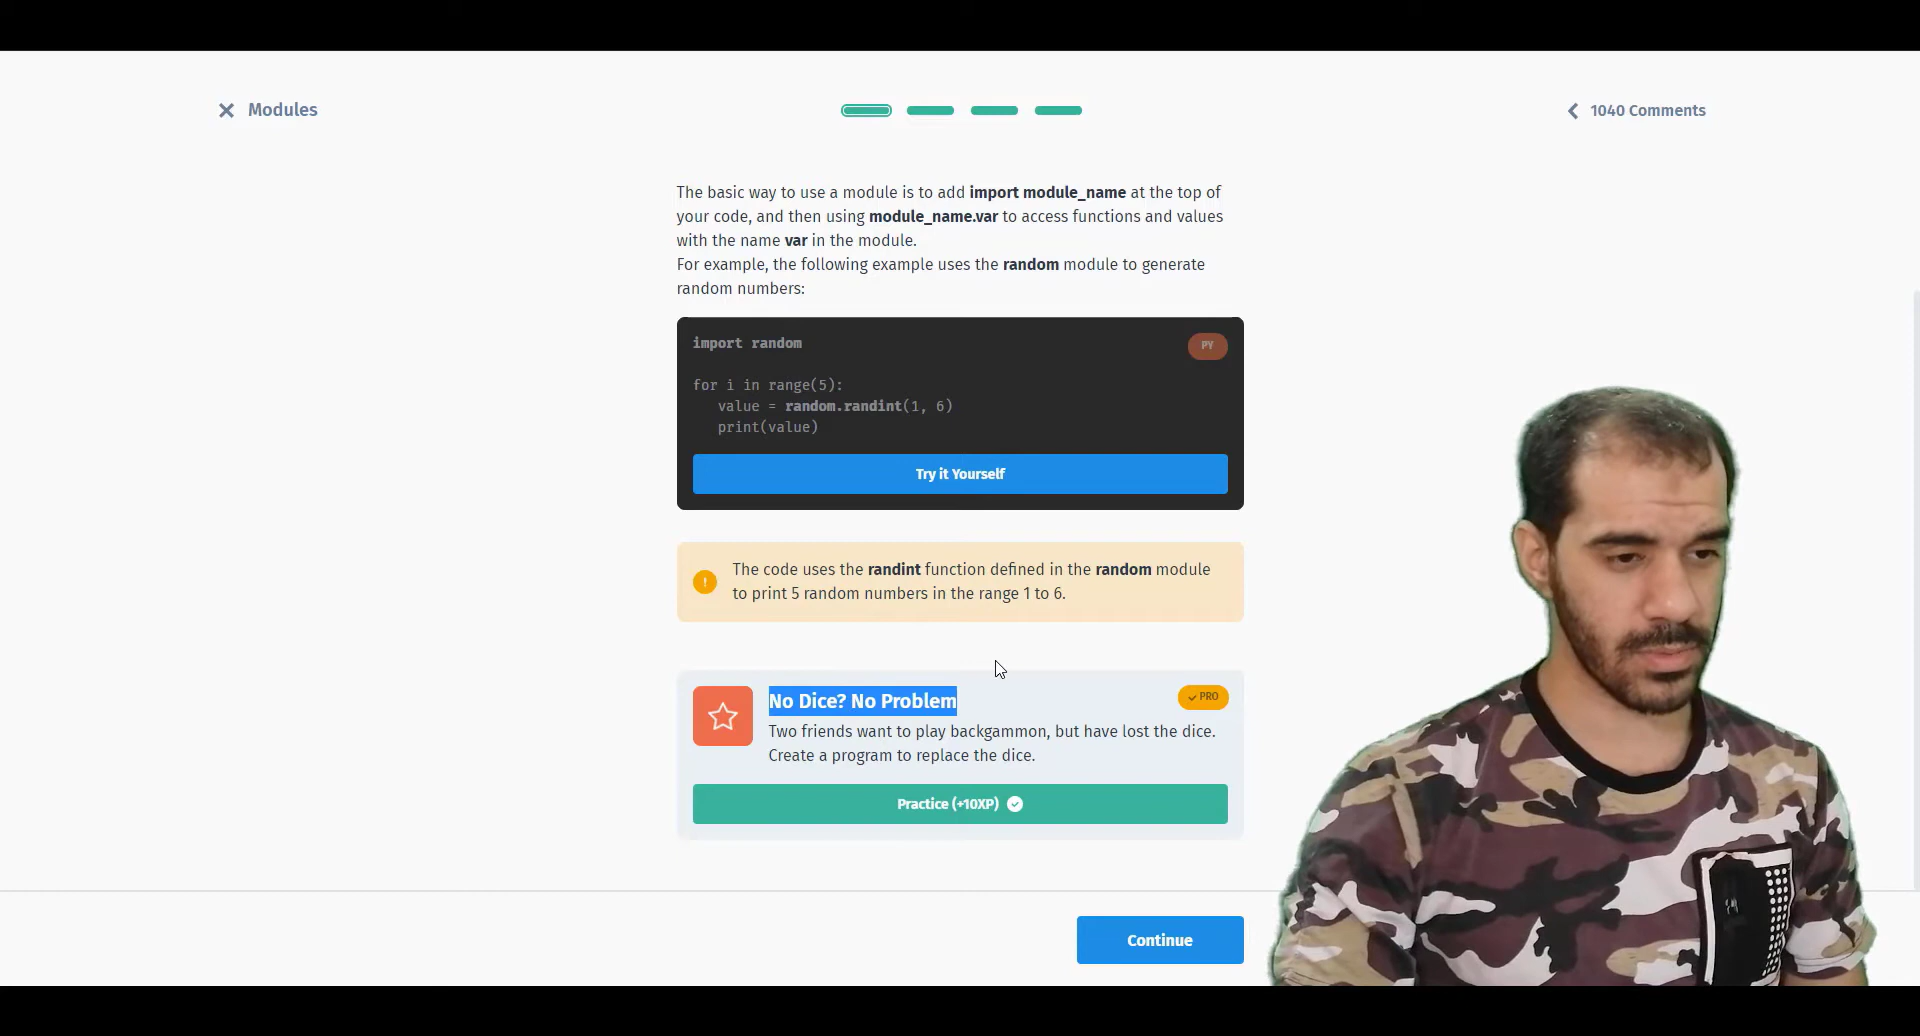 Modules
1040 Comments
The basic way to use a module is to add import module_name at the top of
your code, and then using module_name.var to access functions and values
with the name var in the module.
For example, the following example uses the random module to generate
random numbers:
import random
PY
for i in range(5):
value = random.randint(1, 6)
print(value)
Try it Yourself
!
The code uses the randint function defined in the random module
to print 5 random numbers in the range 1 to 6.
No Dice? No Problem
PRO
Two friends want to play backgammon, but have lost the dice.
Create a program to replace the dice.
Practice (+10XP)
Continue